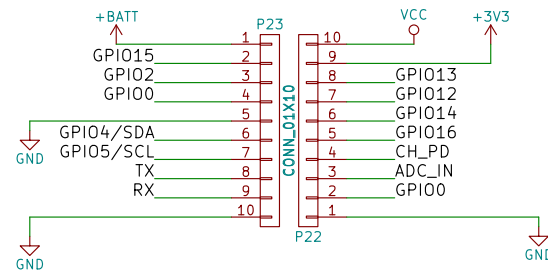 +BATT P23 VCC +3V3
1 10
GPIO15 2 9
GPIO2 3 8 GPIO13
GPIO0 4 7 GPIO12
5 6 GPIO14
GPIO4/SDA 6 5 GPIO16
GPIO5/SCL 7 4 CH_PD
TX 8 3 ADC_IN
RX 9 2 GPIO0
10 1
CONN_01X10
GND
GND
P22
GND